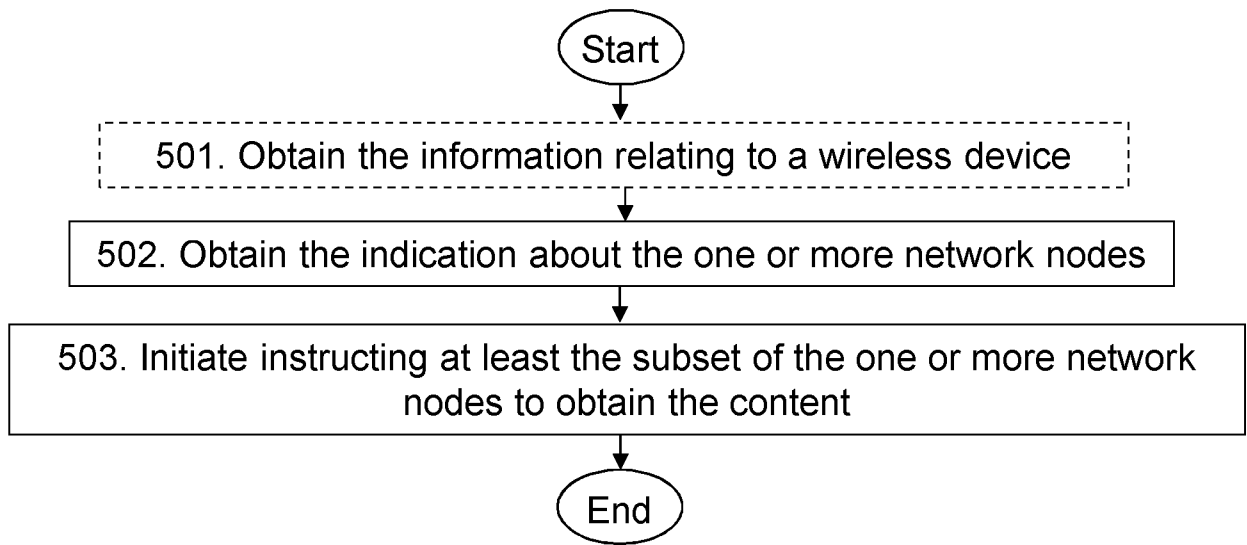 Start
501. Obtain the information relating to a wireless device
502. Obtain the indication about the one or more network nodes
503. Initiate instructing at least the subset of the one or more network
nodes to obtain the content
End